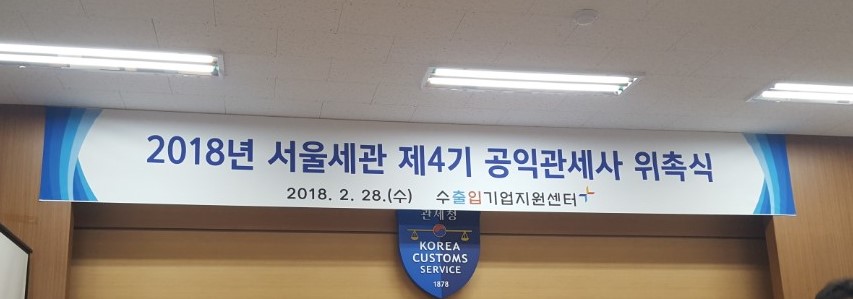 2018년 서울세관 제4기 공익관세사 위촉식
2018. 2. 28.(수) 수출입기업지원센터
관세청
KOREA
CUSTOMS
SERVICE
1878